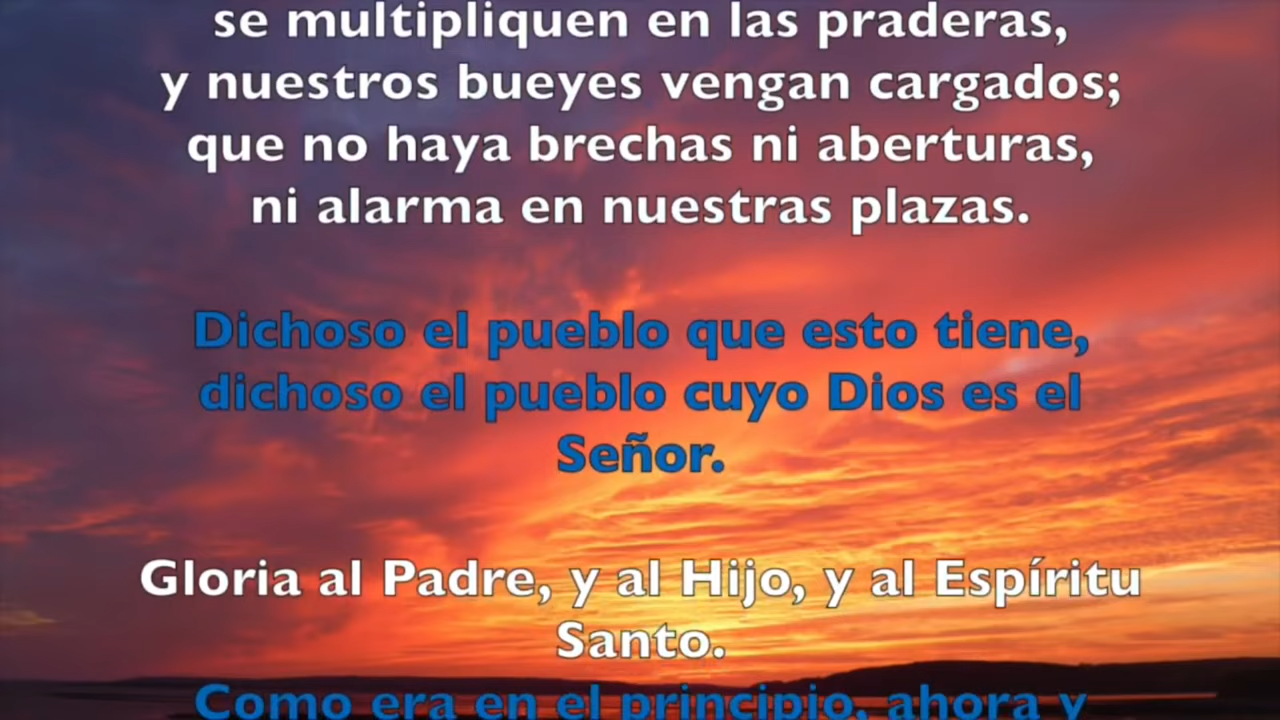 se multipliquen en las praderas,
y nuestros bueyes vengan cargados;
que no haya brechas ni aberturas,
ni alarma en nuestras plazas.
Dichoso el pueblo que esto tiene,
dichoso el pueblo cuyo Dios es el
Señor.
Gloria al Padre, y al Hijo, y al Espíritu
Santo.
Como era en el principio, ahora y